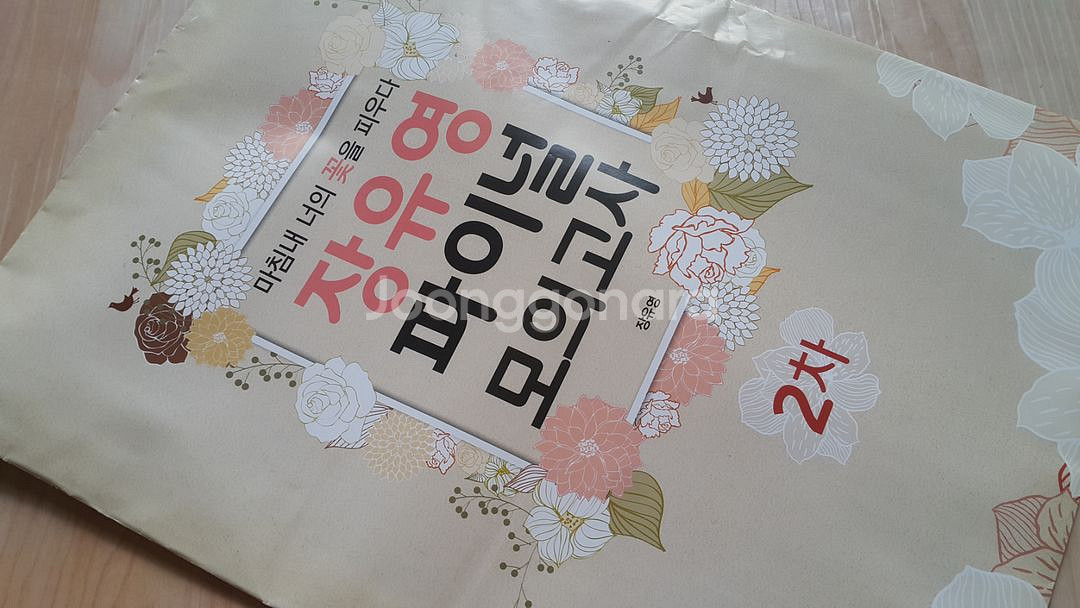 마침내 너의 꽃을 피우다
장유영
파이널
모의고사
장유영
2차
Joonggonara